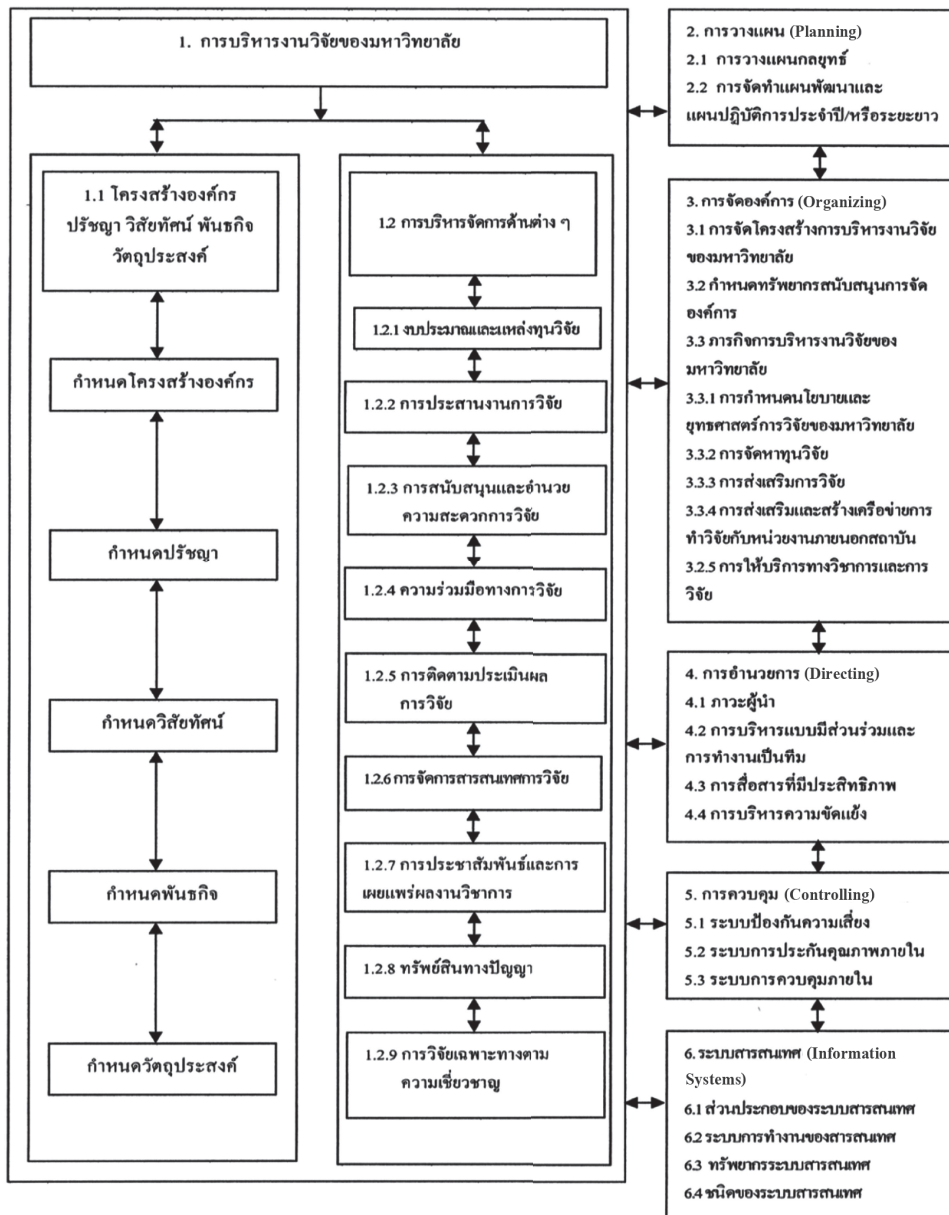 1. การบริหารงานวิจัยของมหาวิทยาลัย
1.1 โครงสร้างองค์กร
ปรัชญา วิสัยทัศน์ พันธกิจ
วัตถุประสงค์
กำหนดโครงสร้างองค์กร
กำหนดปรัชญา
กำหนดวิสัยทัศน์
กำหนดพันธกิจ
กำหนดวัตถุประสงค์
1.2 การบริหารจัดการด้านต่าง ๆ
1.2.1 งบประมาณและแหล่งทุนวิจัย
1.2.2 การประสานงานการวิจัย
1.2.3 การสนับสนุนและอำนวย
ความสะดวกการวิจัย
1.2.4 ความร่วมมือทางการวิจัย
1.2.5 การติดตามประเมินผล
การวิจัย
1.2.6 การจัดการสารสนเทศการวิจัย
1.2.7 การประชาสัมพันธ์และการ
เผยแพร่ผลงานวิชาการ
1.2.8 ทรัพย์สินทางปัญญา
1.2.9 การวิจัยเฉพาะทางตาม
ความเชี่ยวชาญ
2. การวางแผน (Planning)
2.1 การวางแผนกลยุทธ์
2.2 การจัดทำแผนพัฒนาและ
แผนปฏิบัติการประจำปี/หรือระยะยาว
3. การจัดองค์การ (Organizing)
3.1 การจัดโครงสร้างการบริหารงานวิจัย
ของมหาวิทยาลัย
3.2 กำหนดทรัพยากรสนับสนุนการจัด
องค์การ
3.3 ภารกิจการบริหารงานวิจัยของ
มหาวิทยาลัย
3.3.1 การกำหนดนโยบายและ
ยุทธศาสตร์การวิจัยของมหาวิทยาลัย
3.3.2 การจัดหาทุนวิจัย
3.3.3 การส่งเสริมการวิจัย
3.3.4 การส่งเสริมและสร้างเครือข่ายการ
ทำวิจัยกับหน่วยงานภายนอกสถาบัน
3.2.5 การให้บริการทางวิชาการและการ
วิจัย
4. การอำนวยการ (Directing)
4.1 ภาวะผู้นำ
4.2 การบริหารแบบมีส่วนร่วมและ
การทำงานเป็นทีม
4.3 การสื่อสารที่มีประสิทธิภาพ
4.4 การบริหารความขัดแย้ง
5. การควบคุม (Controlling)
5.1 ระบบป้องกันความเสี่ยง
5.2 ระบบการประกันคุณภาพภายใน
5.3 ระบบการควบคุมภายใน
6. ระบบสารสนเทศ (Information
Systems)
6.1 ส่วนประกอบของระบบสารสนเทศ
6.2 ระบบการทำงานของสารสนเทศ
6.3 ทรัพยากรระบบสารสนเทศ
6.4 ชนิดของระบบสารสนเทศ